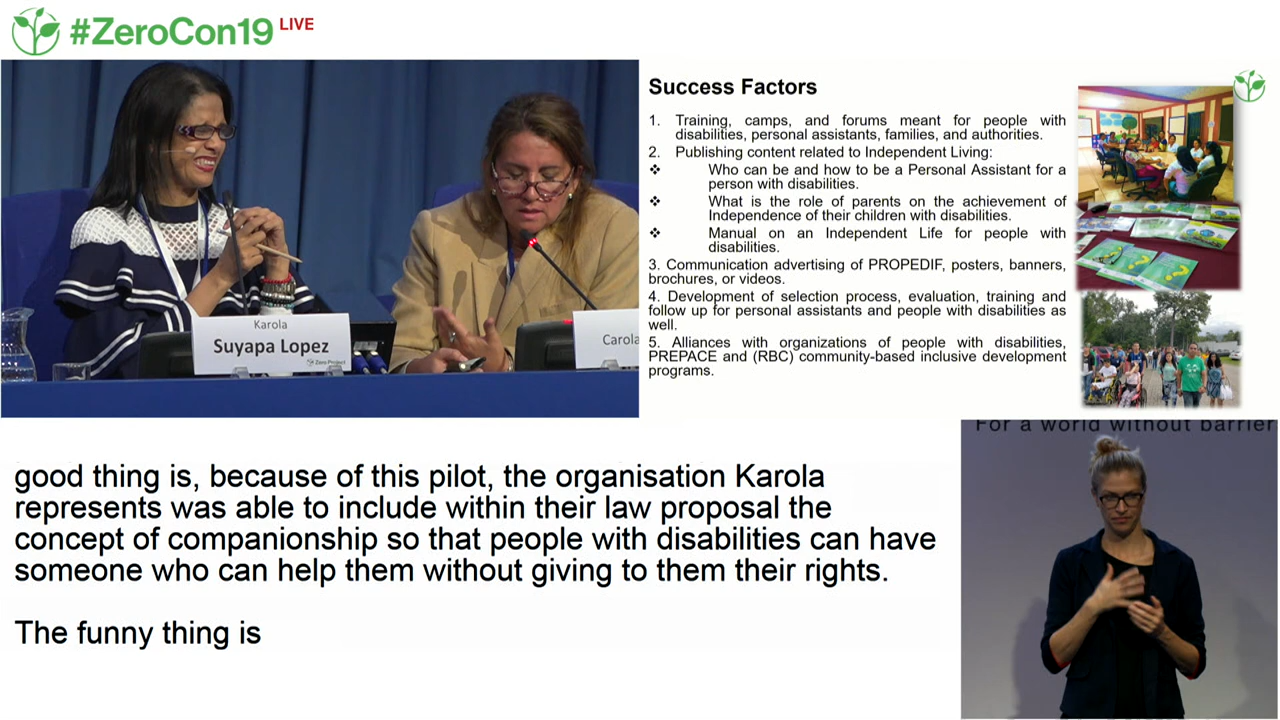 #ZeroCon19 LIVE
Karola
Suyapa Lopez
Zero Project
Carola
Success Factors
1. Training, camps, and forums meant for people with
disabilities, personal assistants, families, and authorities.
2. Publishing content related to Independent Living:
❖ Who can be and how to be a Personal Assistant for a
person with disabilities.
❖ What is the role of parents on the achievement of
Independence of their children with disabilities.
❖ Manual on an Independent Life for people with
disabilities.
3. Communication advertising of PROPEDIF, posters, banners,
brochures, or videos.
4. Development of selection process, evaluation, training and
follow up for personal assistants and people with disabilities as
well.
5. Alliances with organizations of people with disabilities,
PREPACE and (RBC) community-based inclusive development
programs.
good thing is, because of this pilot, the organisation Karola
represents was able to include within their law proposal the
concept of companionship so that people with disabilities can have
someone who can help them without giving to them their rights.
The funny thing is
For a world without barrier